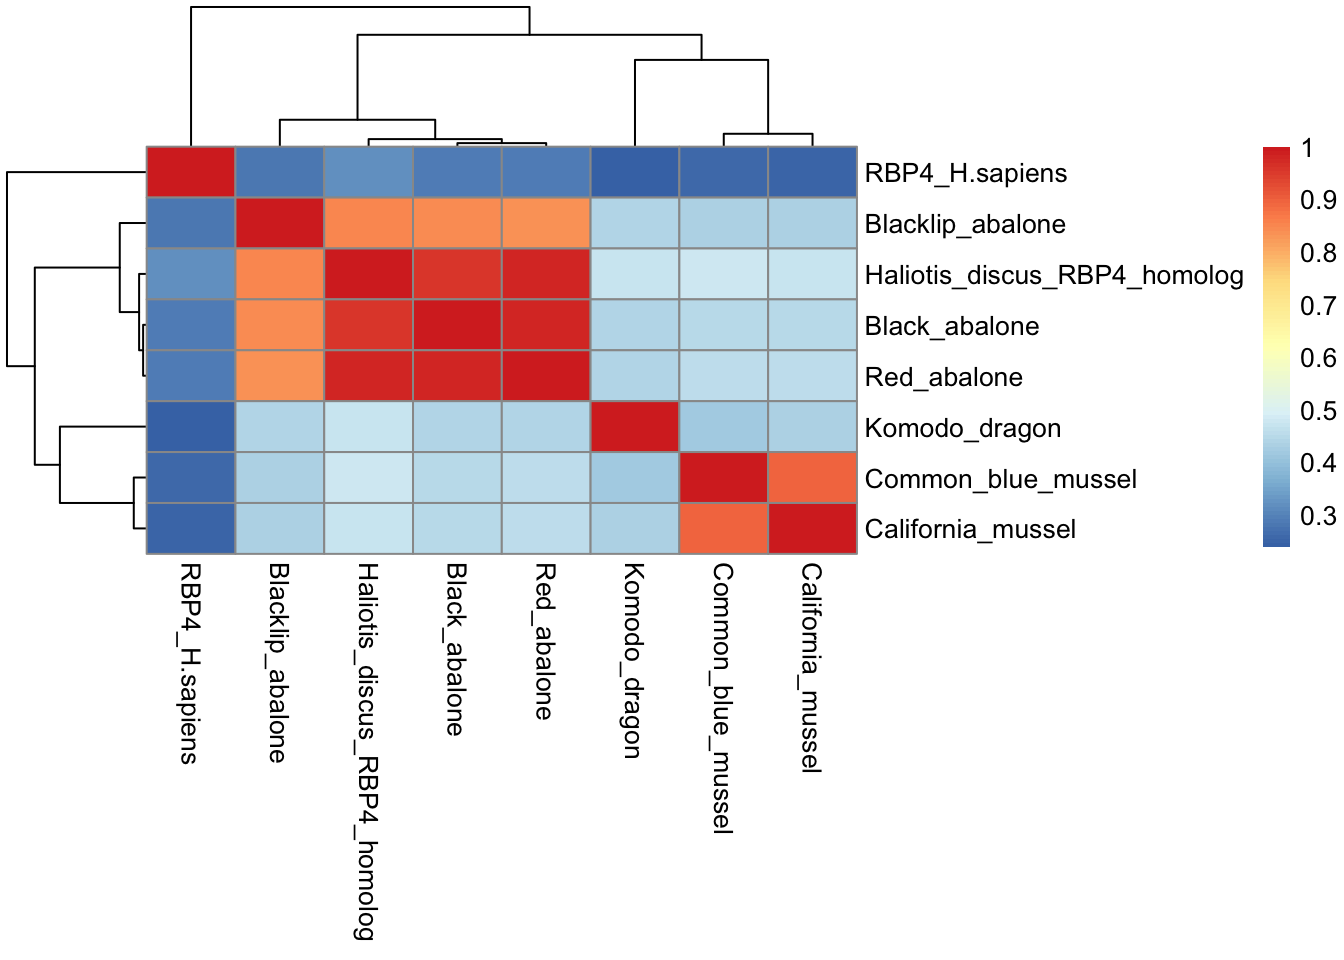 RBP4_H.sapiens
Blacklip_abalone
Haliotis_discus_RBP4_homolog
Black_abalone
Red_abalone
Komodo_dragon
Common_blue_mussel
California_mussel
1
0.9
0.8
0.7
0.6
0.5
0.4
0.3
RBP4_H.sapiens
Blacklip_abalone
Haliotis_discus_RBP4_homolog
Black_abalone
Red_abalone
Komodo_dragon
Common_blue_mussel
California_mussel